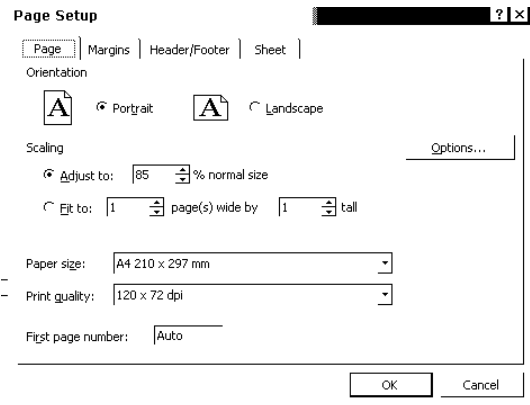 Page Setup ? ×
Page Margins Header/Footer Sheet
Orientation
A Portrait A Landscape
Scaling
Options...
Adjust to: 85 % normal size
Fit to: 1 page(s) wide by 1 tall
Paper size: A4 210 x 297 mm
Print quality: 120 x 72 dpi
First page number: Auto
OK Cancel